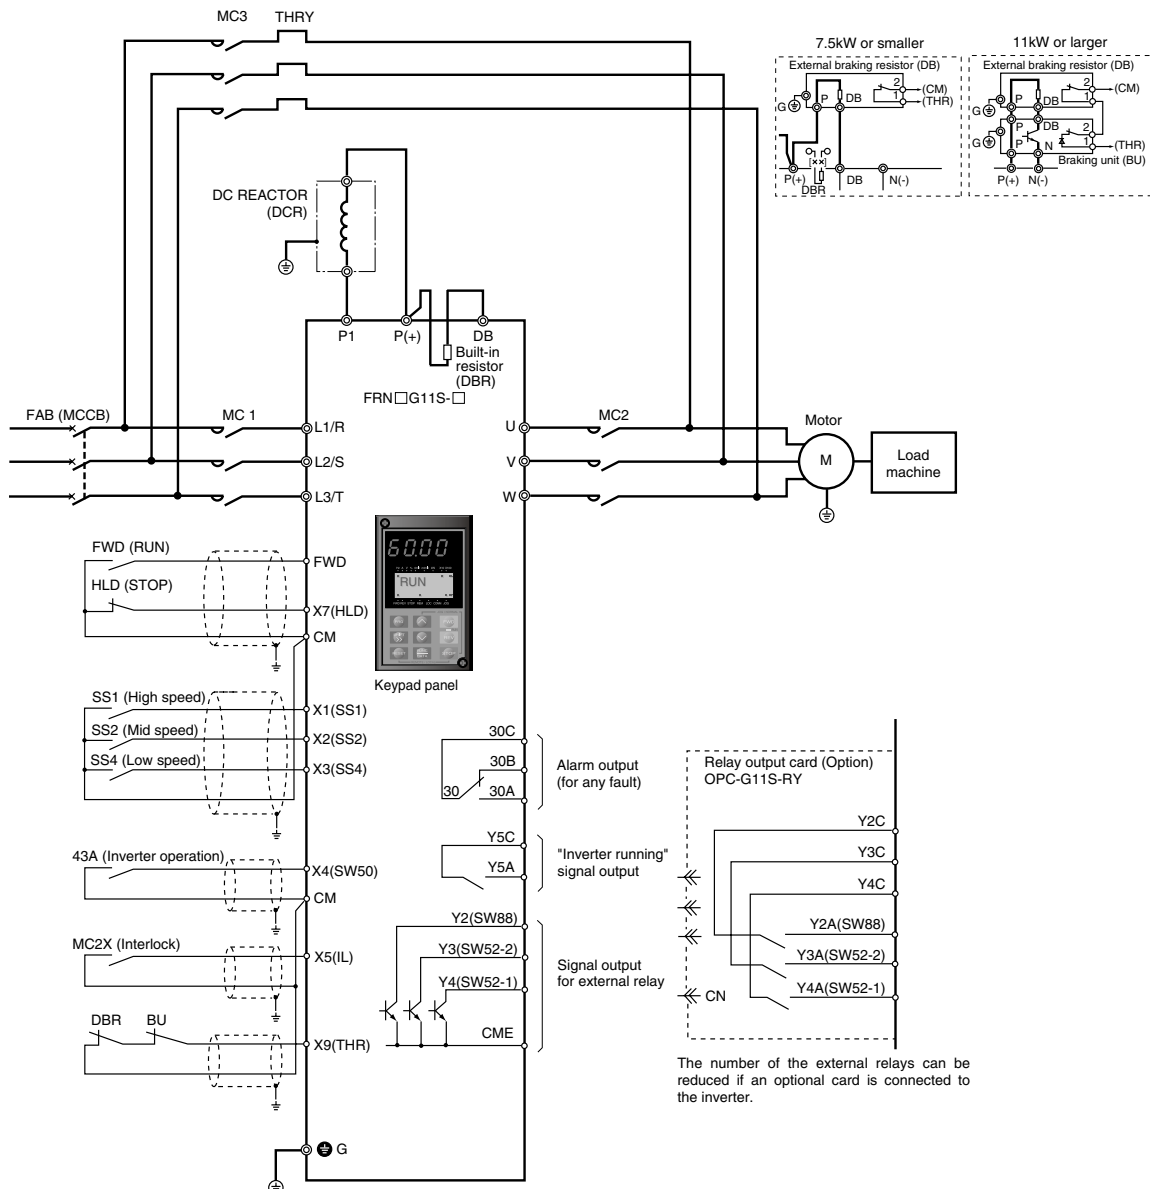 MC3 THRY
7.5kW or smaller
External braking resistor (DB)
2
1
(CM)
(THR)
G
P
DB
P(+)
DBR
DB
N(-)
11kW or larger
External braking resistor (DB)
2
1
(CM)
G
P
DB
G
P
DB
2
1
P
N
(THR)
Braking unit (BU)
P(+)
N(-)
DC REACTOR
(DCR)
P1
P(+)
DB
Built-in
resistor
(DBR)
FRN□G11S-□
FAB (MCCB)
MC 1
L1/R
L2/S
L3/T
U
V
W
MC2
Motor
M
Load
machine
60.00
RUN
Keypad panel
FWD (RUN)
FWD
HLD (STOP)
X7(HLD)
CM
SS1 (High speed)
X1(SS1)
SS2 (Mid speed)
X2(SS2)
SS4 (Low speed)
X3(SS4)
43A (Inverter operation)
X4(SW50)
CM
MC2X (Interlock)
X5(IL)
DBR
BU
X9(THR)
G
30C
30B
30
30A
Alarm output
(for any fault)
Y5C
Y5A
"Inverter running"
signal output
Y2(SW88)
Y3(SW52-2)
Y4(SW52-1)
CME
Signal output
for external relay
Relay output card (Option)
OPC-G11S-RY
Y2C
Y3C
Y4C
Y2A(SW88)
Y3A(SW52-2)
Y4A(SW52-1)
CN
The number of the external relays can be
reduced if an optional card is connected to
the inverter.